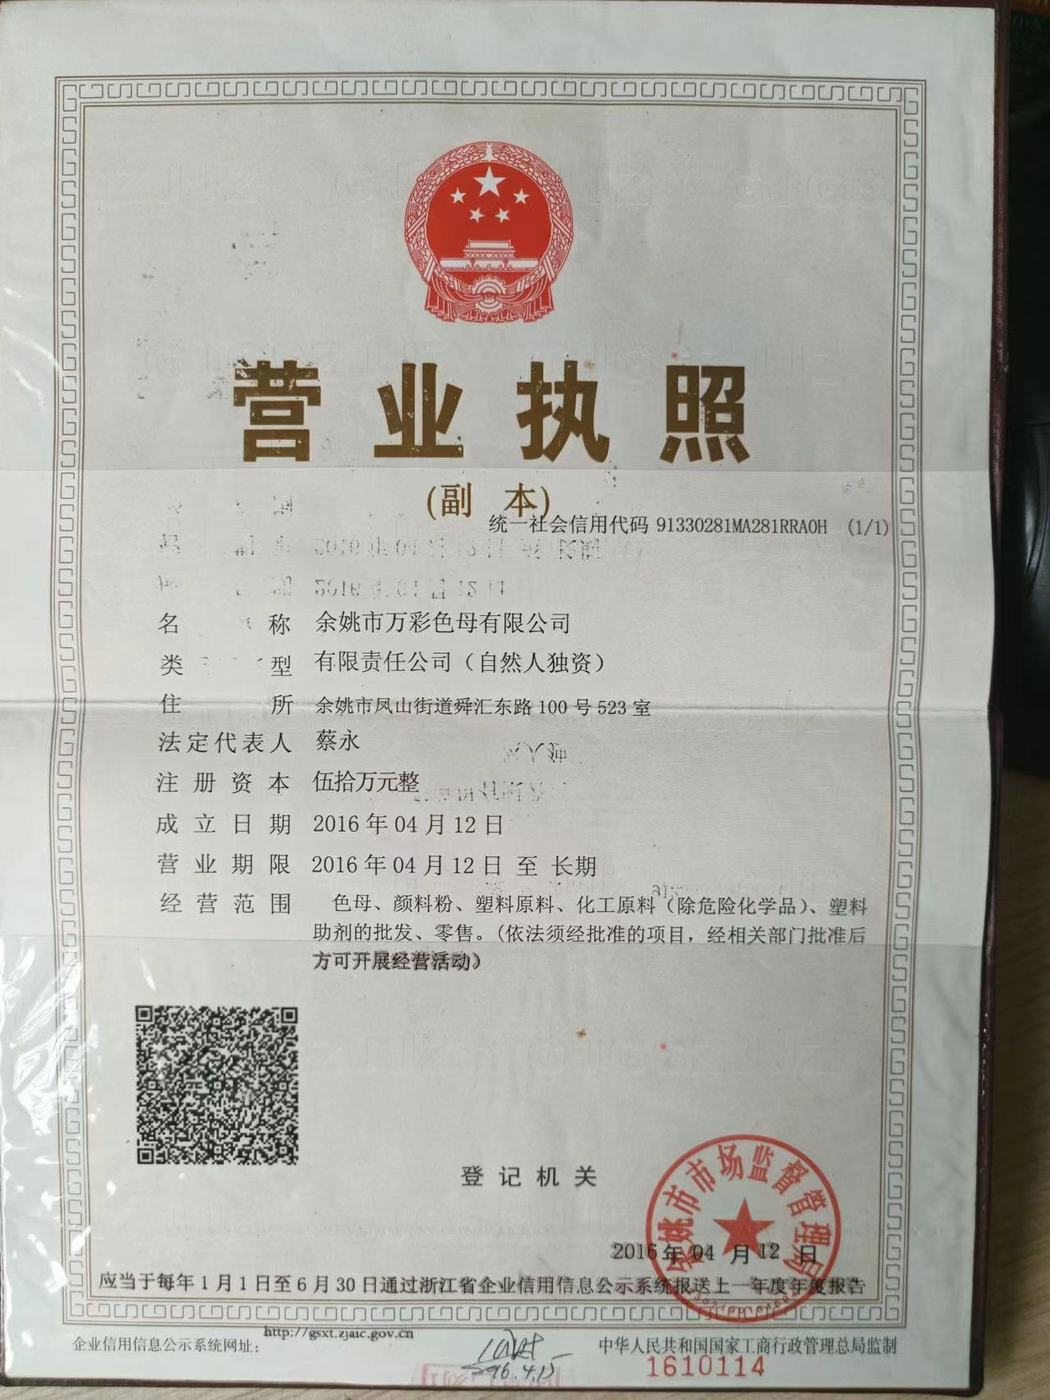 营业执照
(副 本)
统一社会信用代码 91330281MA281RRA0H (1/1)
名 称 余姚市万彩色母有限公司
类 型 有限责任公司（自然人独资）
住 所 余姚市凤山街道舜汇东路100号523室
法定代表人 蔡永
注册资本 伍拾万元整
成立日期 2016年04月12日
营业期限 2016年04月12日 至 长期
经营范围 色母、颜料粉、塑料原料、化工原料（除危险化学品）、塑料
助剂的批发、零售。(依法须经批准的项目，经相关部门批准后
方可开展经营活动)
登记机关
余姚市市场监督管理局
2016年04月12日
应当于每年1月1日至6月30日通过浙江省企业信用信息公示系统报送上一年度年度报告
企业信用信息公示系统网址：
http://gsxt.zjaic.gov.cn
中华人民共和国国家工商行政管理总局监制
1610114